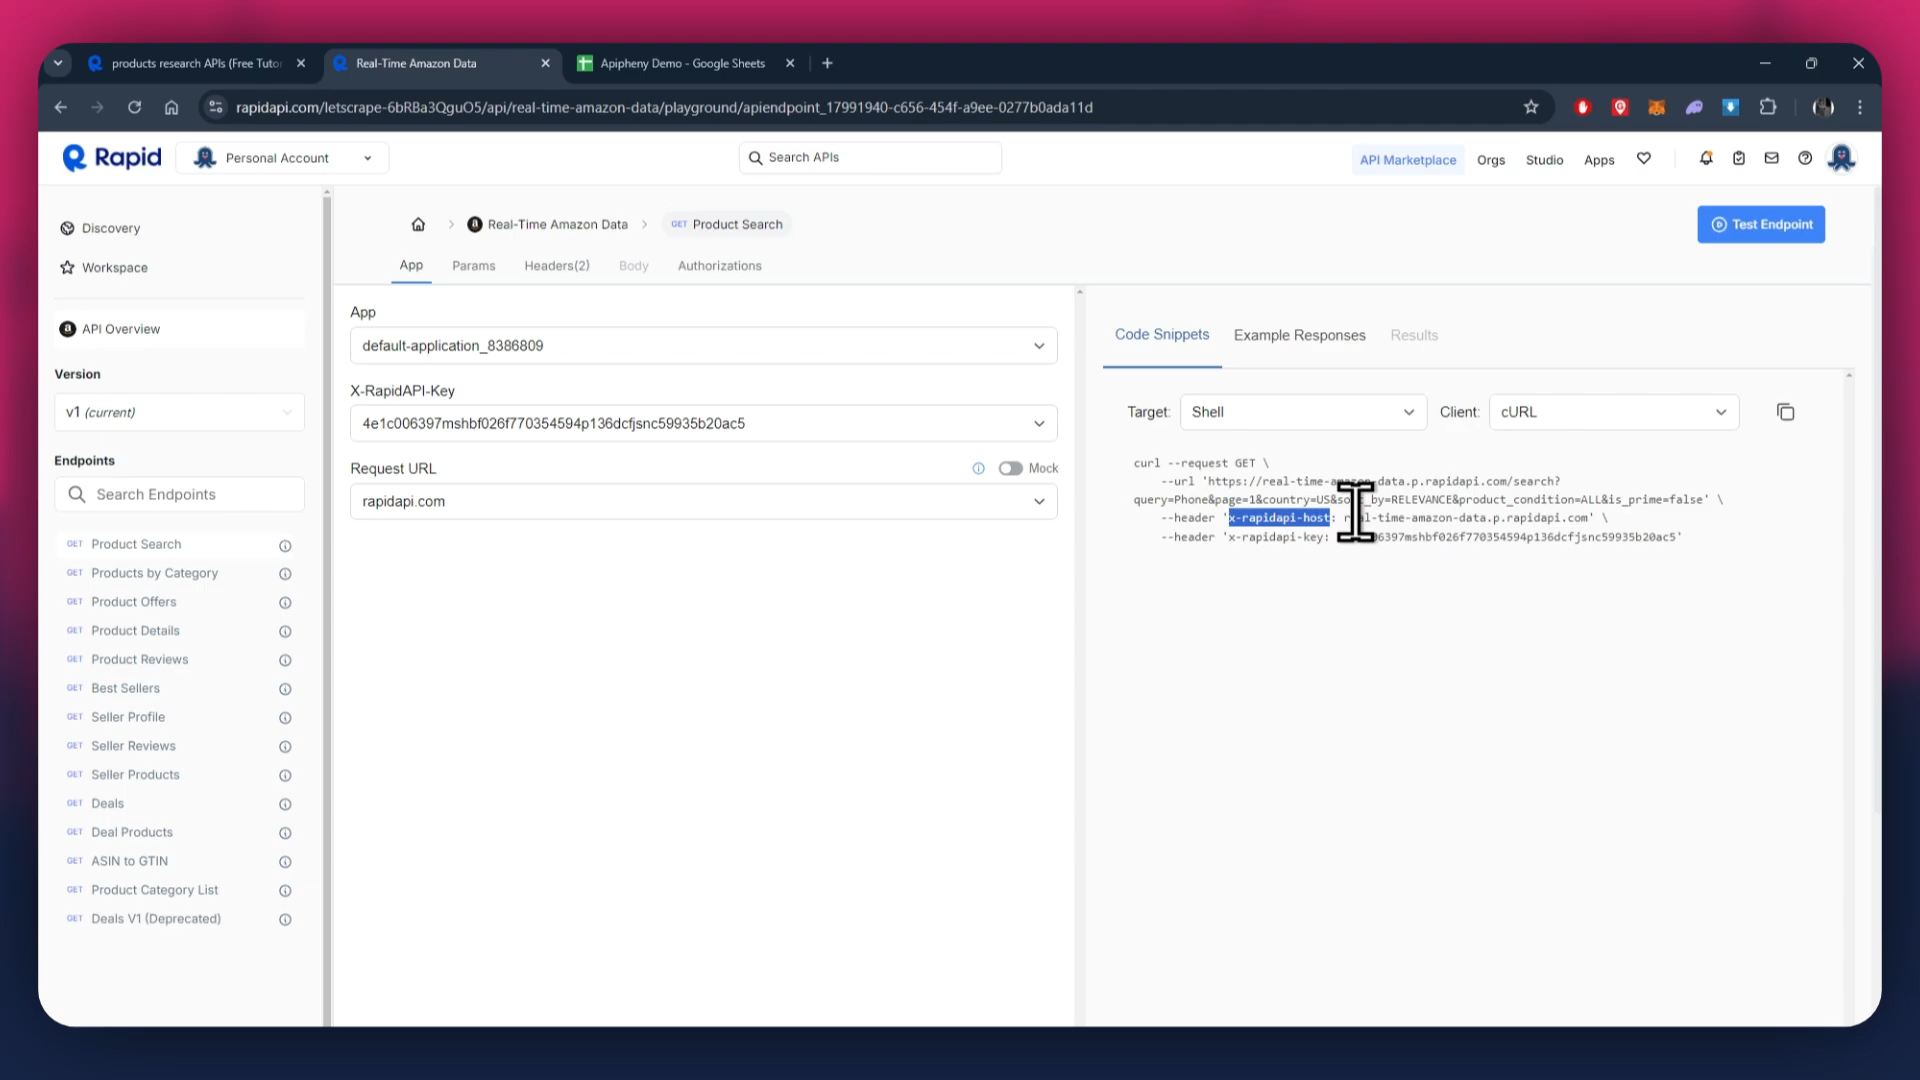 products research APIs (Free Tutor
Real-Time Amazon Data
Apipheny Demo - Google Sheets
rapidapi.com/letscrape-6bRBa3QguO5/api/real-time-amazon-data/playground/apiendpoint_17991940-c656-454f-a9ee-0277b0ada11d
Rapid
Personal Account
Search APIs
API Marketplace
Orgs
Studio
Apps
Discovery
Workspace
API Overview
Version
v1 (current)
Endpoints
Search Endpoints
GET Product Search
GET Products by Category
GET Product Offers
GET Product Details
GET Product Reviews
GET Best Sellers
GET Seller Profile
GET Seller Reviews
GET Seller Products
GET Deals
GET Deal Products
GET ASIN to GTIN
GET Product Category List
GET Deals V1 (Deprecated)
Real-Time Amazon Data
GET Product Search
Test Endpoint
App
Params
Headers(2)
Body
Authorizations
App
default-application_8386809
X-RapidAPI-Key
4e1c006397mshbf026f770354594p136dcfjsnc59935b20ac5
Request URL
Mock
rapidapi.com
Code Snippets
Example Responses
Results
Target:
Shell
Client:
cURL
curl --request GET \
--url 'https://real-time-amazon-data.p.rapidapi.com/search?
query=Phone&page=1&country=US&sort_by=RELEVANCE&product_condition=ALL&is_prime=false' \
--header 'x-rapidapi-host: real-time-amazon-data.p.rapidapi.com' \
--header 'x-rapidapi-key: 4e1c006397mshbf026f770354594p136dcfjsnc59935b20ac5'